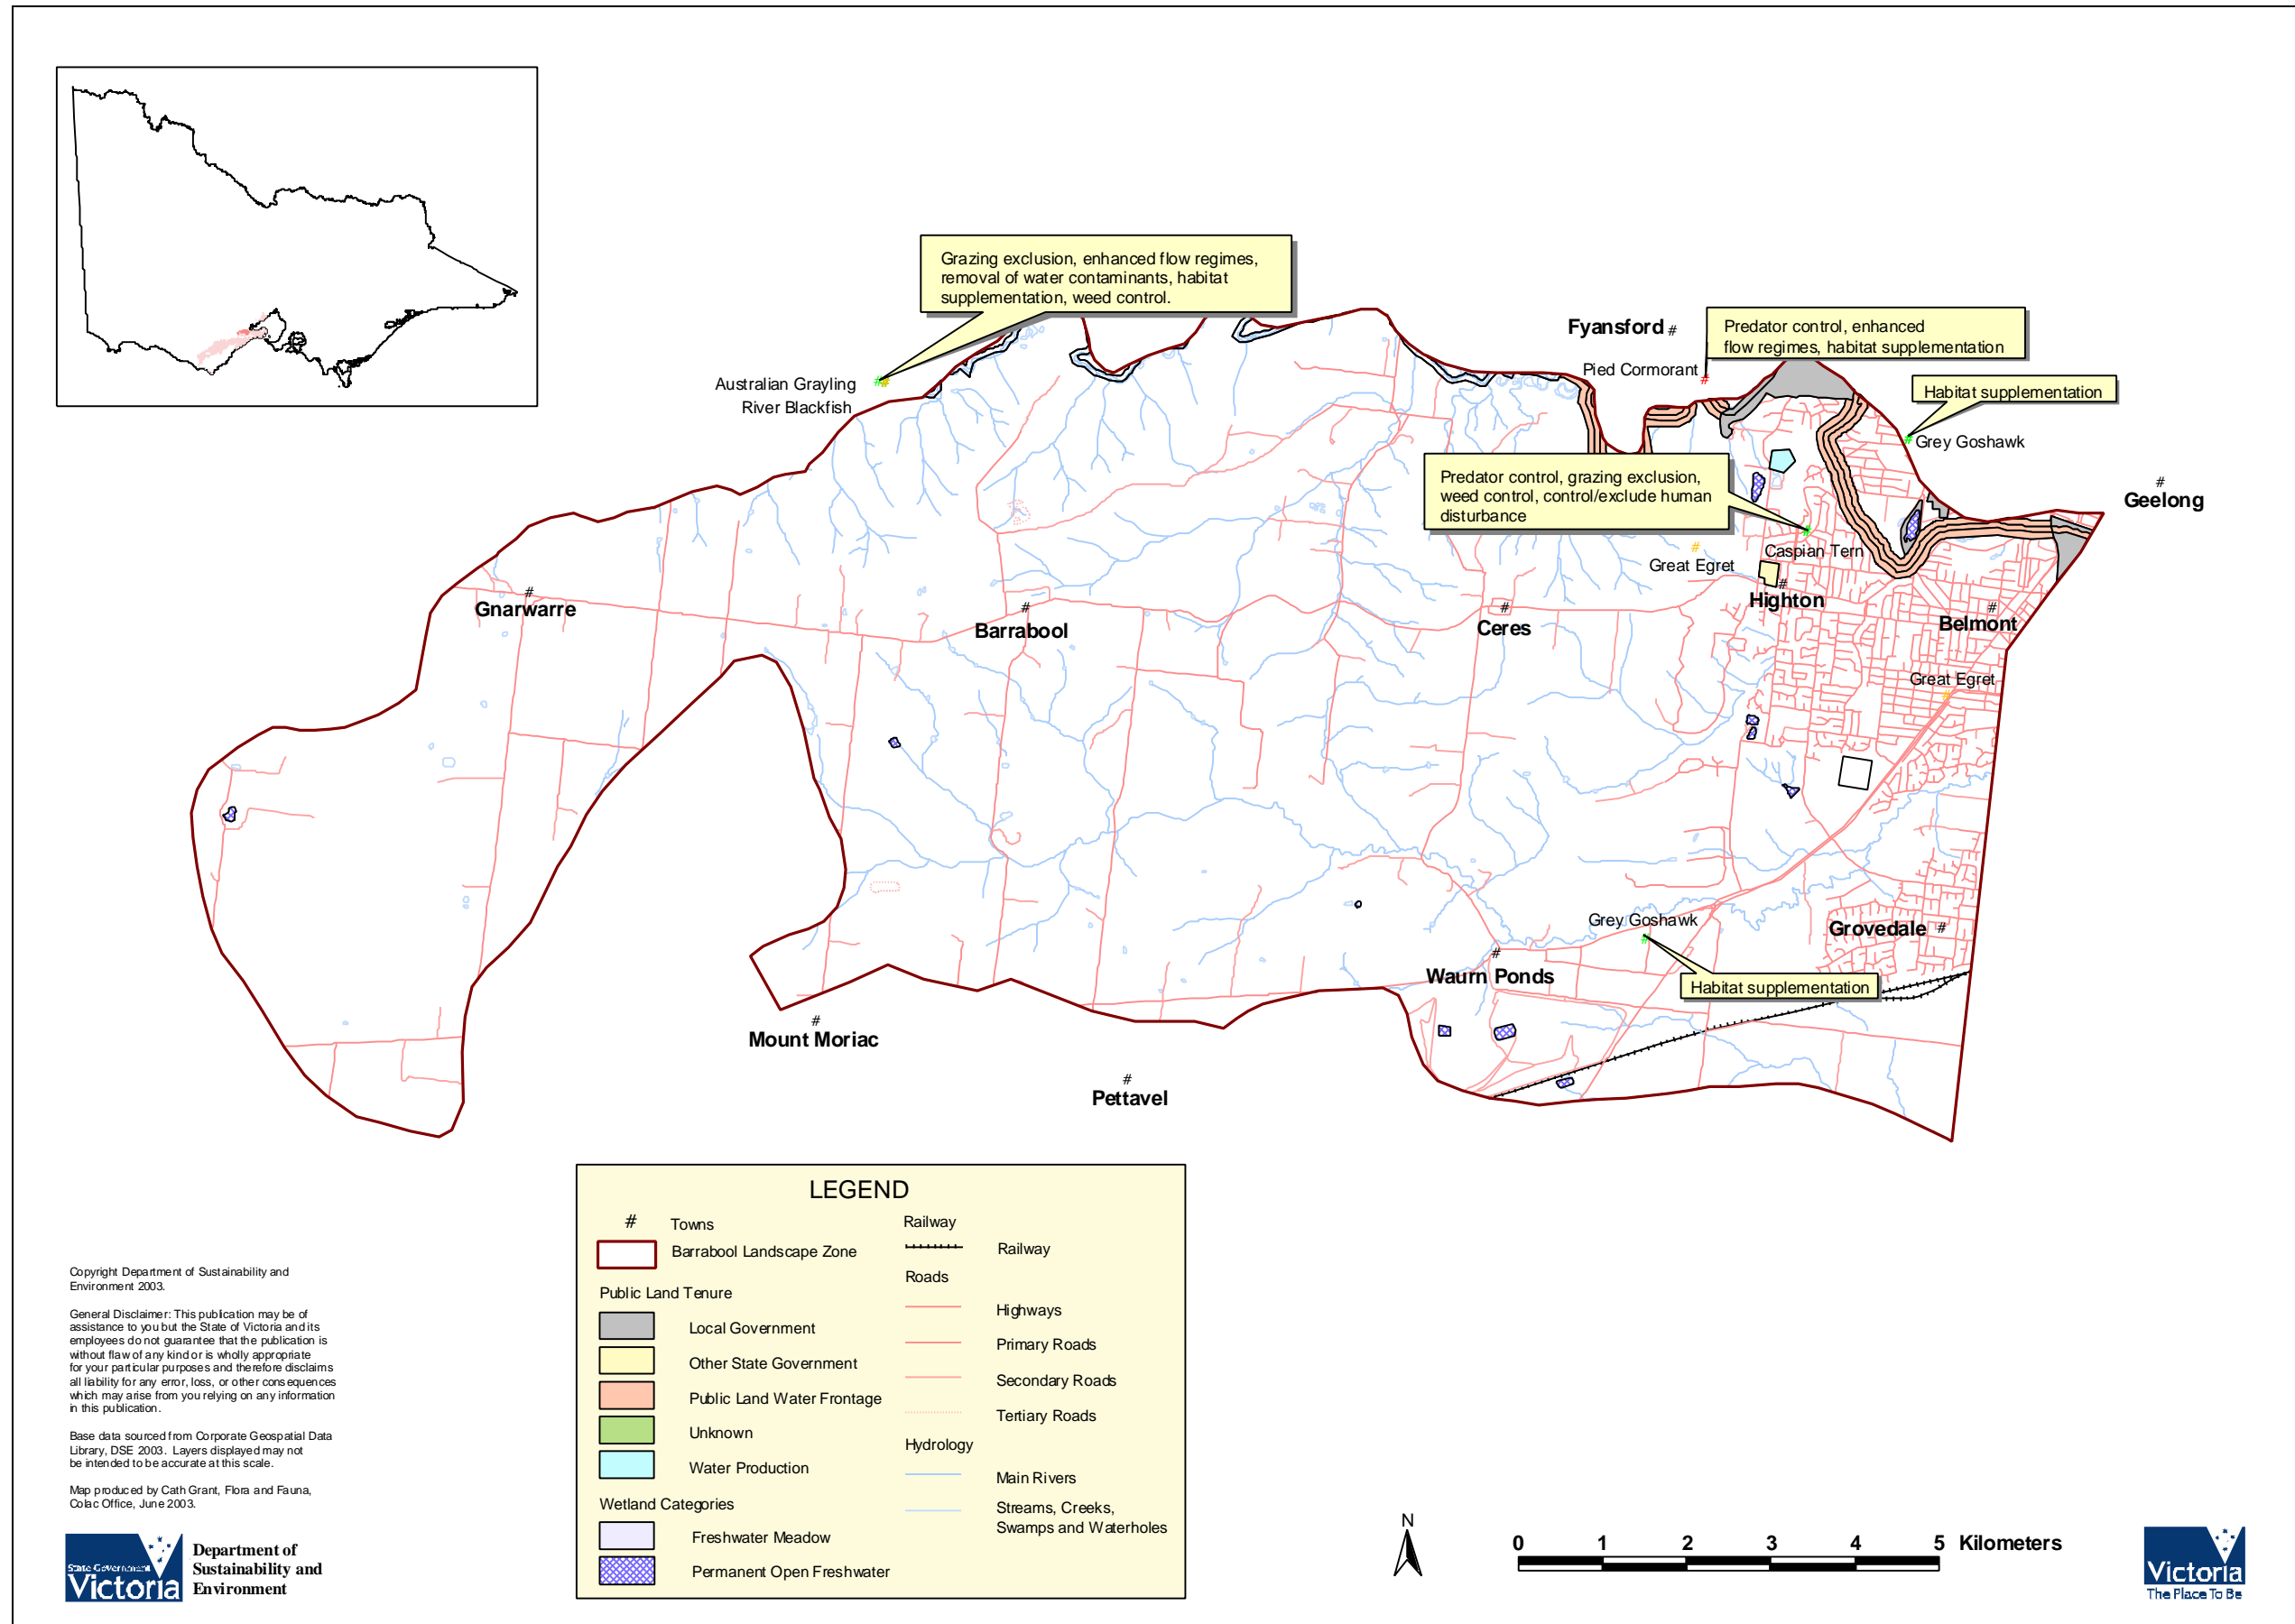 Grazing exclusion, enhanced flow regimes,
removal of water contaminants, habitat
supplementation, weed control.
Fyansford #
Predator control, enhanced
flow regimes, habitat supplementation
Pied Cormorant
#
Australian Grayling
River Blackfish
##
Habitat supplementation
# Grey Goshawk
#
Geelong
Predator control, grazing exclusion,
weed control, control/exclude human
disturbance
#
Caspian Tern
#
Great Egret
#
Highton
#
Gnarwarre
#
Barrabool
#
Ceres
#
Belmont
Great Egret
#
Grey Goshawk
#
Grovedale #
#
Waurn Ponds
Habitat supplementation
#
Mount Moriac
#
Pettavel
LEGEND
# Towns
Barrabool Landscape Zone
Public Land Tenure
Local Government
Other State Government
Public Land Water Frontage
Unknown
Water Production
Wetland Categories
Freshwater Meadow
Permanent Open Freshwater
Railway
Railway
Roads
Highways
Primary Roads
Secondary Roads
Tertiary Roads
Hydrology
Main Rivers
Streams, Creeks,
Swamps and Waterholes
Copyright Department of Sustainability and
Environment 2003.
General Disclaimer: This publication may be of
assistance to you but the State of Victoria and its
employees do not guarantee that the publication is
without flaw of any kind or is wholly appropriate
for your particular purposes and therefore disclaims
all liability for any error, loss, or other consequences
which may arise from you relying on any information
in this publication.
Base data sourced from Corporate Geospatial Data
Library, DSE 2003. Layers displayed may not
be intended to be accurate at this scale.
Map produced by Cath Grant, Flora and Fauna,
Colac Office, June 2003.
State Government
Victoria
Department of
Sustainability and
Environment
N
0 1 2 3 4 5 Kilometers
Victoria
The Place To Be